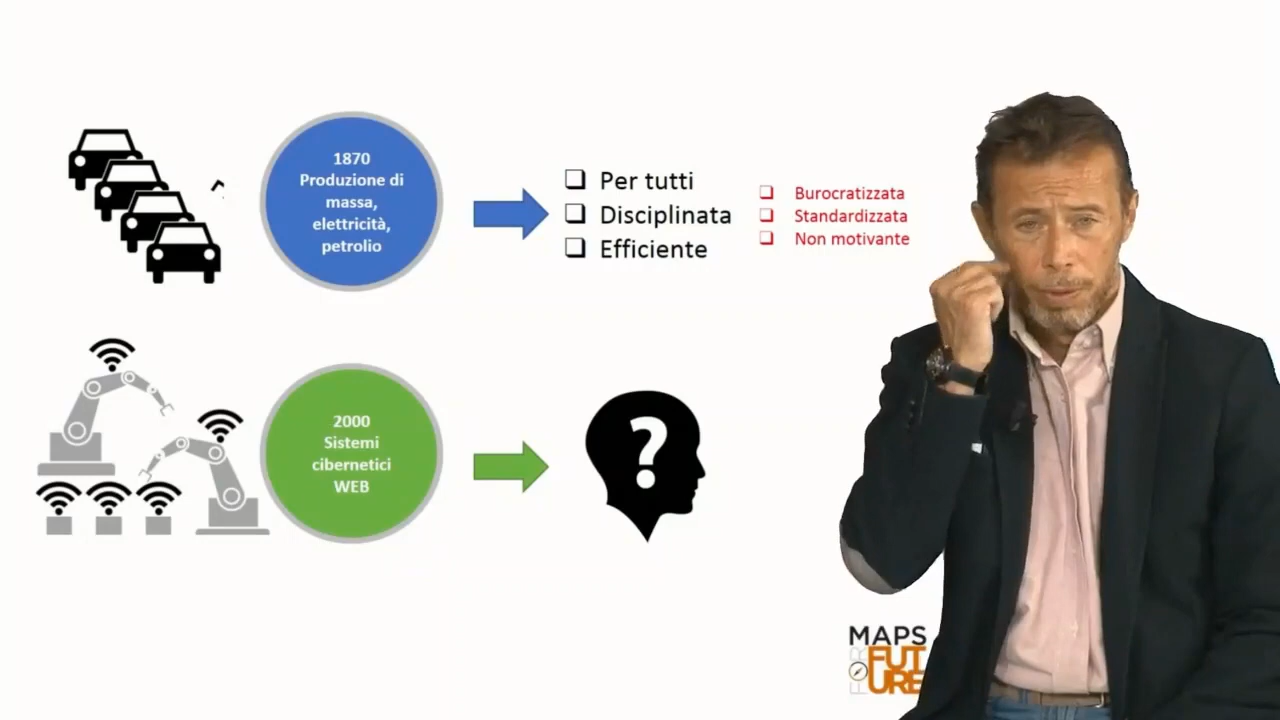 1870
Produzione di
massa,
elettricità,
petrolio
Per tutti
Disciplinata
Efficiente
Burocratizzata
Standardizzata
Non motivante
2000
Sistemi
cibernetici
WEB
?
MAPS
FOR
FUT
URE